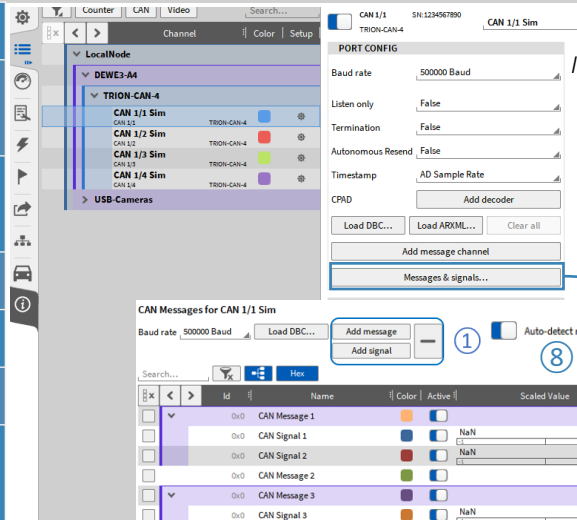 Counter CAN Video Search...
Channel Color Setup
LocalNode
DEWE3-A4
TRION-CAN-4
CAN 1/1 Sim
CAN 1/1 TRION-CAN-4
CAN 1/2 Sim
CAN 1/2 TRION-CAN-4
CAN 1/3 Sim
CAN 1/3 TRION-CAN-4
CAN 1/4 Sim
CAN 1/4 TRION-CAN-4
USB-Cameras
CAN 1/1 SN:1234567890
TRION-CAN-4
CAN 1/1 Sim
PORT CONFIG
Baud rate 500000 Baud
Listen only False
Termination False
Autonomous Resend False
Timestamp AD Sample Rate
CPAD Add decoder
Load DBC... Load ARXML... Clear all
Add message channel
Messages & signals...
CAN Messages for CAN 1/1 Sim
Baud rate 500000 Baud Load DBC... Add message
Add signal
1
Auto-detect
8
Search... Hex
Id Name Color Active Scaled Value
0x0 CAN Message 1
0x0 CAN Signal 1 NaN
-1
0x0 CAN Signal 2 NaN
-1
0x0 CAN Message 2
0x0 CAN Message 3
0x0 CAN Signal 3 NaN